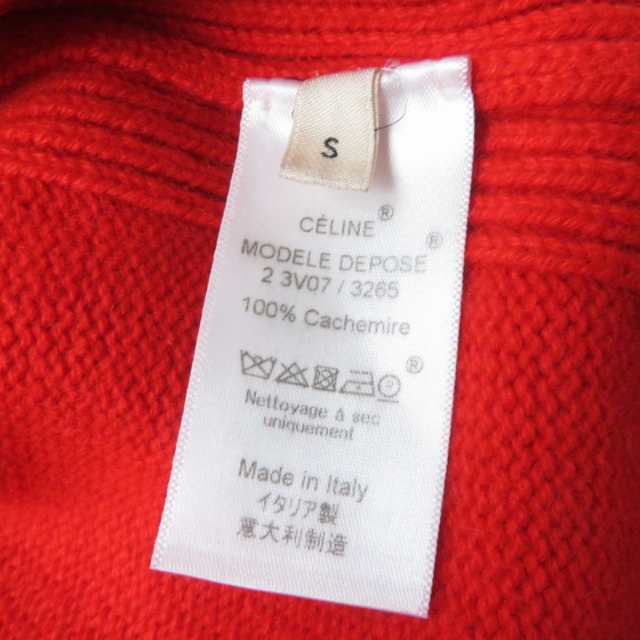 S
CÉLINE®
MODELE DEPOSE®
2 3V07 / 3265
100% Cachemire
®
Nettoyage à sec
uniquement
Made in Italy
イタリア製
意大利制造